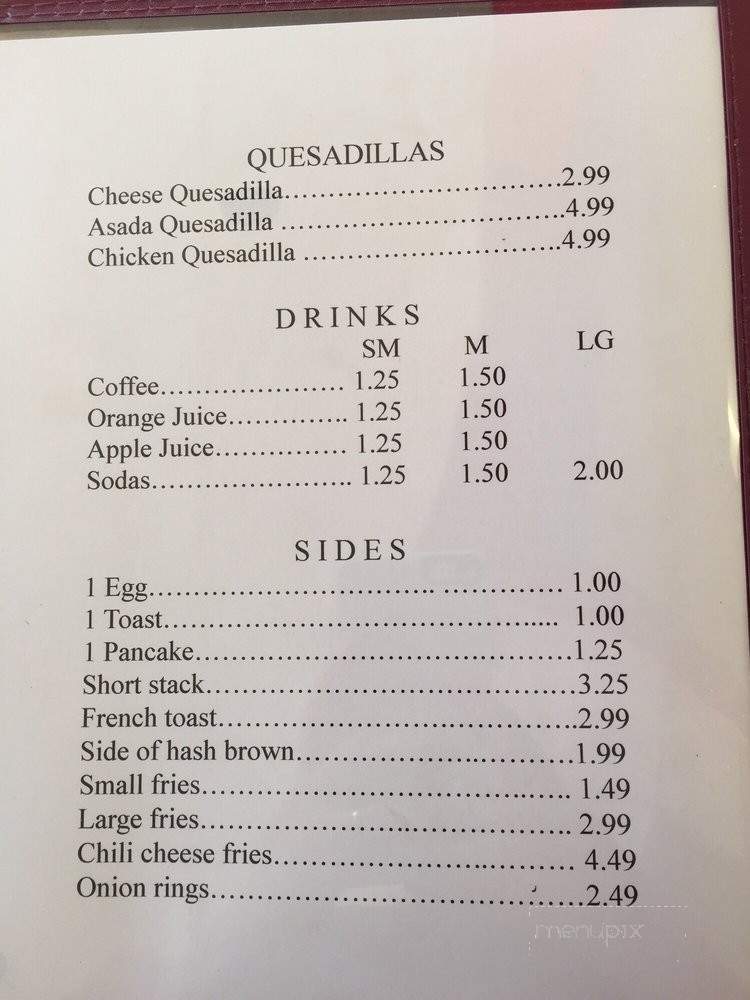 QUESADILLAS
Cheese Quesadilla..................................2.99
Asada Quesadilla ..................................4.99
Chicken Quesadilla ...............................4.99
DRINKS
SM M LG
Coffee..................... 1.25 1.50
Orange Juice.............. 1.25 1.50
Apple Juice............... 1.25 1.50
Sodas....................... 1.25 1.50 2.00
SIDES
1 Egg................................... ............. 1.00
1 Toast............................................. 1.00
1 Pancake...........................................1.25
Short stack..........................................3.25
French toast.........................................2.99
Side of hash brown...............................1.99
Small fries.......................................... 1.49
Large fries.......................................... 2.99
Chili cheese fries.................................. 4.49
Onion rings..........................................2.49
menupix